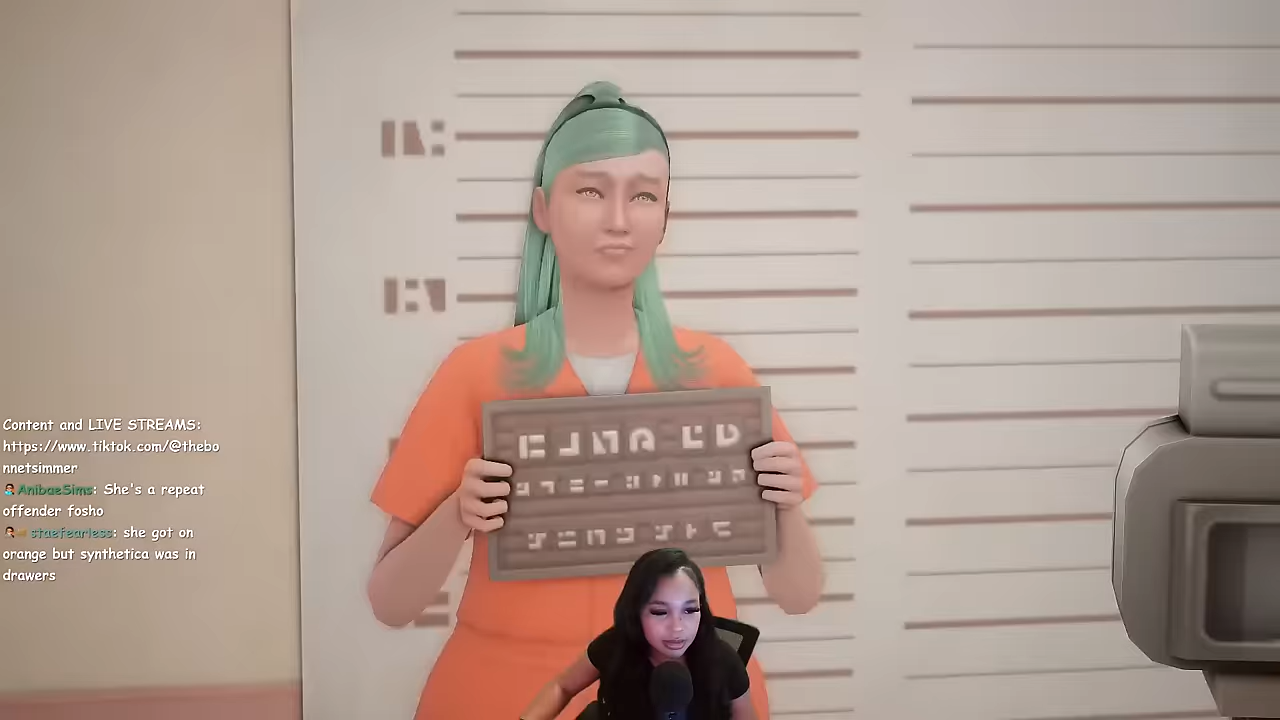 Content and LIVE STREAMS:
https://www.tiktok.com/@thebo
nnetsimmer
AnibaeSims: She's a repeat
offender fosho
staefearless: she got on
orange but synthetica was in
drawers